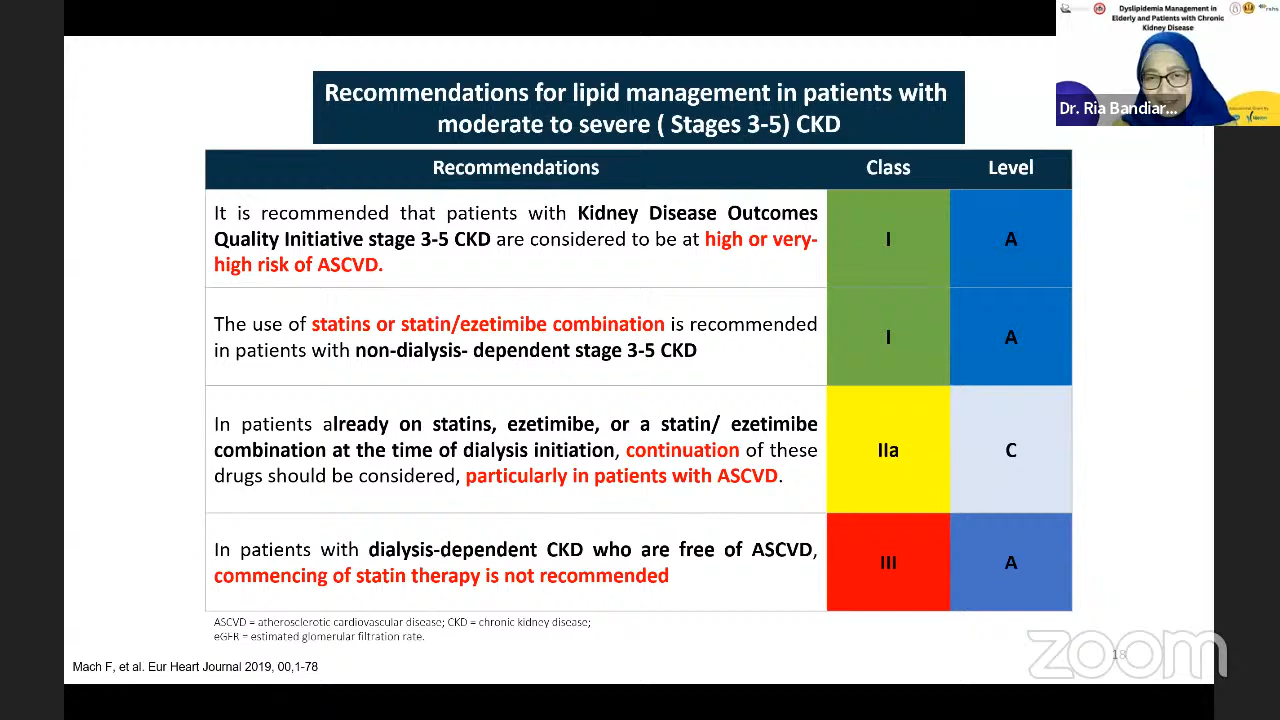 Dyslipidemia Management in
Elderly and Patients with Chronic
Kidney Disease
Dr. Ria Bandiar...
Recommendations for lipid management in patients with
moderate to severe ( Stages 3-5) CKD
Recommendations Class Level
It is recommended that patients with Kidney Disease Outcomes
Quality Initiative stage 3-5 CKD are considered to be at high or very-
high risk of ASCVD.
I A
The use of statins or statin/ezetimibe combination is recommended
in patients with non-dialysis- dependent stage 3-5 CKD
I A
In patients already on statins, ezetimibe, or a statin/ ezetimibe
combination at the time of dialysis initiation, continuation of these
drugs should be considered, particularly in patients with ASCVD.
IIa C
In patients with dialysis-dependent CKD who are free of ASCVD,
commencing of statin therapy is not recommended
III A
ASCVD = atherosclerotic cardiovascular disease; CKD = chronic kidney disease;
eGFR = estimated glomerular filtration rate.
Mach F, et al. Eur Heart Journal 2019, 00,1-78
18
zoom